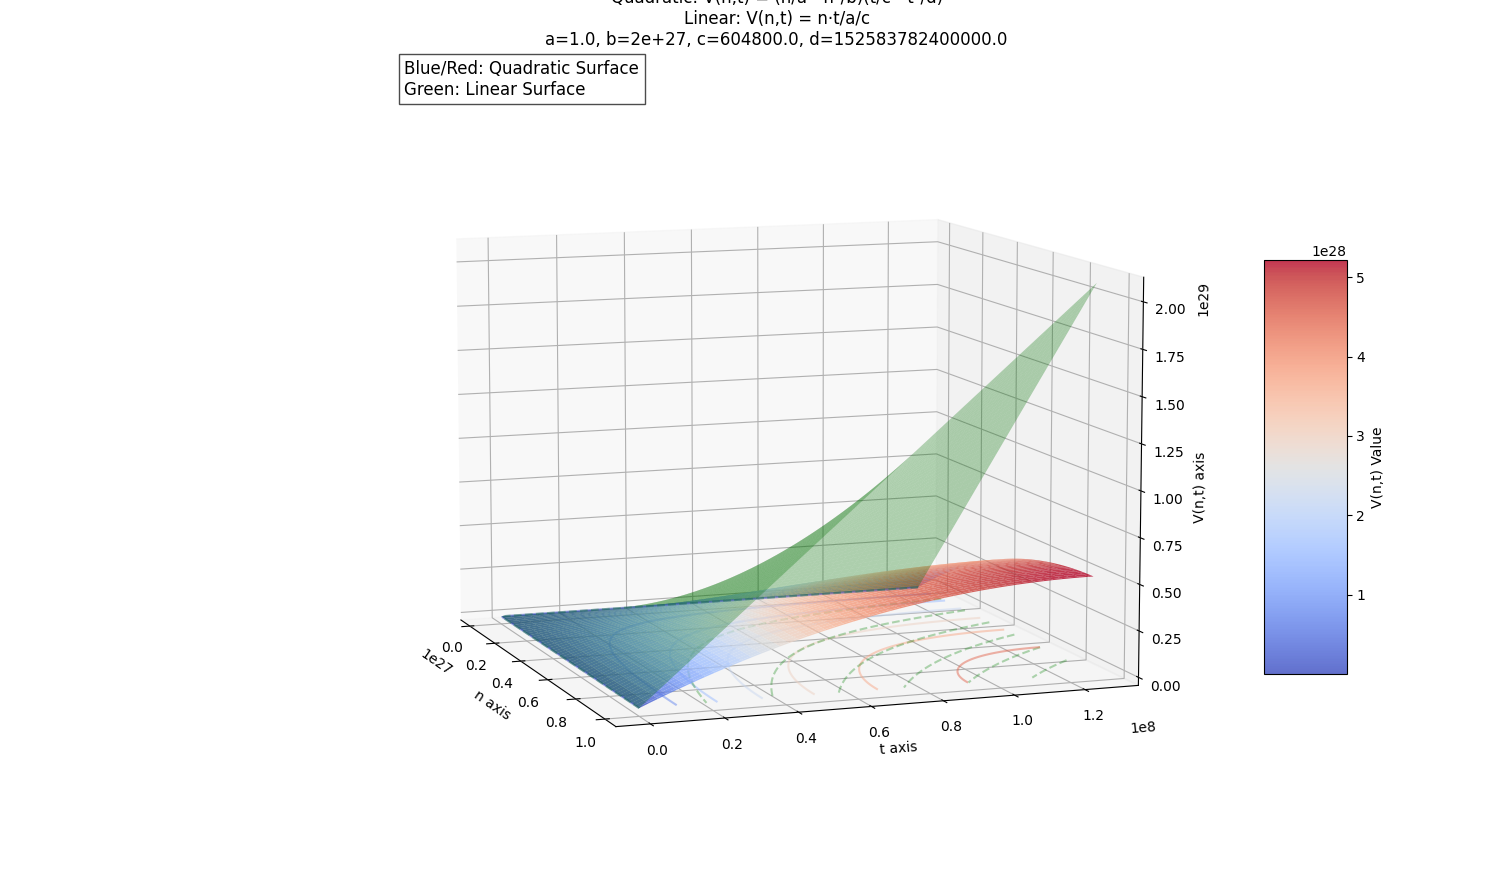 Quadratic: V(n,t) = (n/a - n²/b)(t/c - t²/d)
Linear: V(n,t) = n·t/a/c
a=1.0, b=2e+27, c=604800.0, d=152583782400000.0
Blue/Red: Quadratic Surface
Green: Linear Surface
1e28
5
4
3
2
1
V(n,t) Value
1e29
2.00
1.75
1.50
1.25
1.00
0.75
0.50
0.25
0.00
V(n,t) axis
0.0
0.2
0.4
0.6
0.8
1.0
1e27
n axis
0.0
0.2
0.4
0.6
0.8
1.0
1.2
1e8
t axis